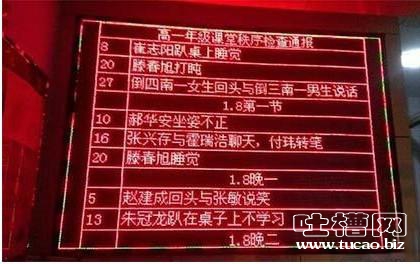 高一年级课堂秩序检查通报
8 崔志阳趴桌上睡觉
20 滕春旭打盹
27 倒四南一女生回头与倒三南一男生说话
1.8第一节
10 郝华安坐姿不正
16 张兴存与霍瑞浩聊天，付玮转笔
20 滕春旭睡觉
1.8晚一
5 赵建成回头与张敏说笑
13 朱冠龙趴在桌子上不学习
1.8晚二
吐槽网
www.tucao.cc